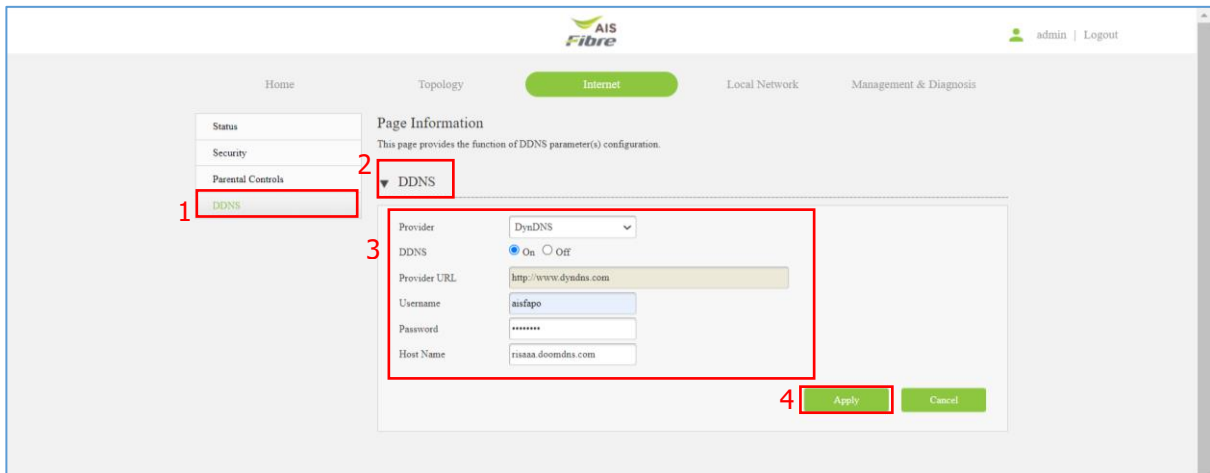 AIS
Fibre
admin | Logout
Home Topology Internet Local Network Management & Diagnosis
Status
Security
Parental Controls
1 DDNS
Page Information
This page provides the function of DDNS parameter(s) configuration.
2 DDNS
3
Provider DynDNS
DDNS On Off
Provider URL http://www.dyndns.com
Username aisfapo
Password ••••••••
Host Name risaaa.doomdns.com
4 Apply Cancel